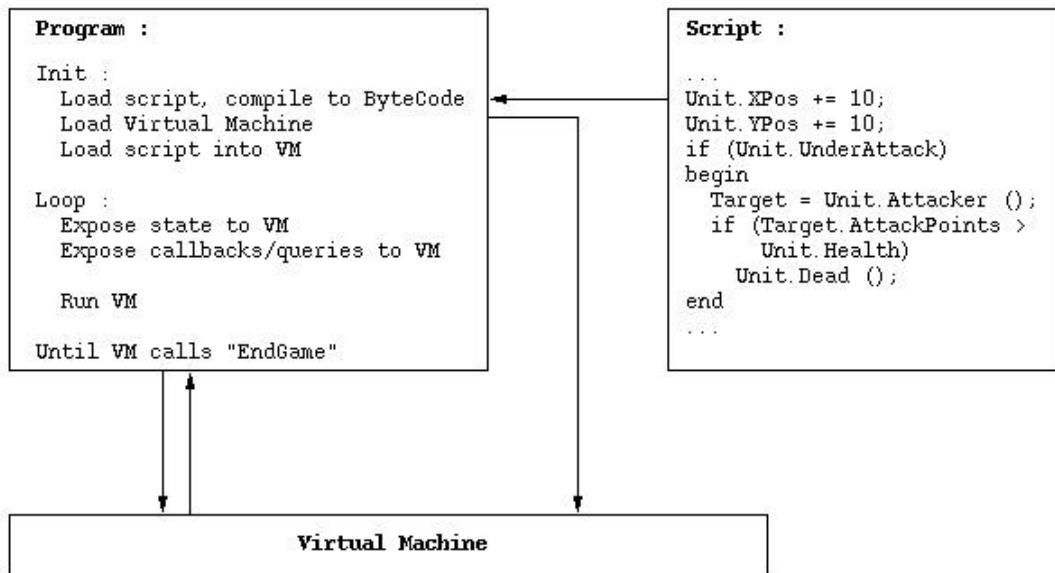 Program :
Init :
Load script, compile to ByteCode
Load Virtual Machine
Load script into VM
Loop :
Expose state to VM
Expose callbacks/queries to VM
Run VM
Until VM calls "EndGame"
Script :
...
Unit.XPos += 10;
Unit.YPos += 10;
if (Unit.UnderAttack)
begin
Target = Unit.Attacker ();
if (Target.AttackPoints >
Unit.Health)
Unit.Dead ();
end
...
Virtual Machine